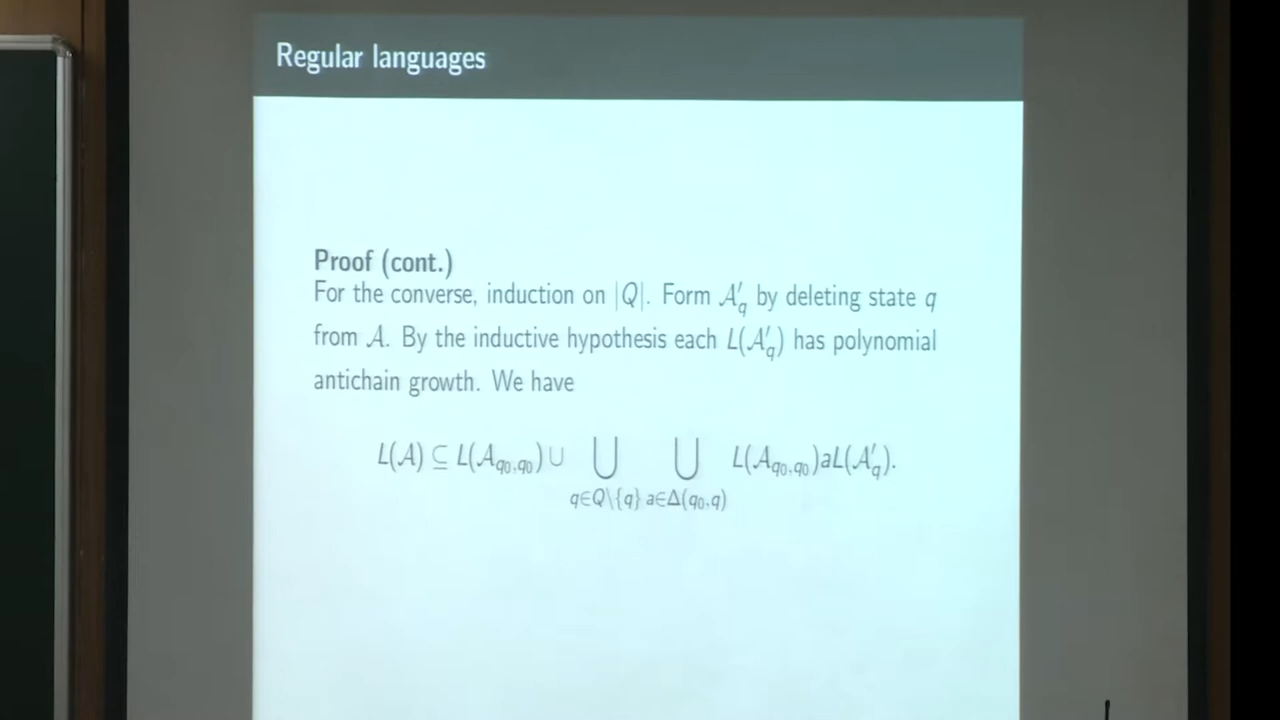 Regular languages
Proof (cont.)
For the converse, induction on |Q|. Form 𝒜′_q by deleting state q
from 𝒜. By the inductive hypothesis each L(𝒜′_q) has polynomial
antichain growth. We have
L(𝒜) ⊆ L(𝒜_{q₀,q₀}) ∪ ⋃_{q∈Q\{q}} ⋃_{a∈Δ(q₀,q)} L(𝒜_{q₀,q₀})aL(𝒜′_q).